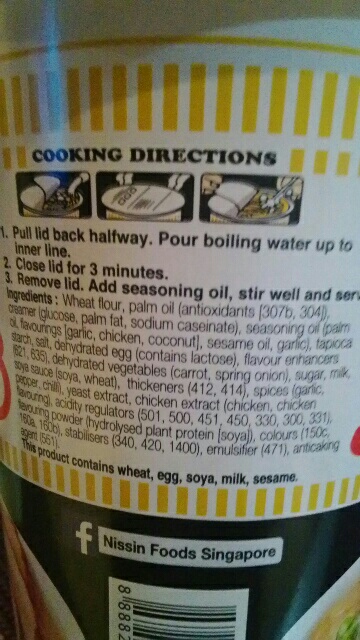 COOKING DIRECTIONS
1. Pull lid back halfway. Pour boiling water up to
inner line.
2. Close lid for 3 minutes.
3. Remove lid. Add seasoning oil, stir well and serv
Ingredients : Wheat flour, palm oil (antioxidants [307b, 304]),
creamer (glucose, palm fat, sodium caseinate), seasoning oil (palm
oil, flavourings [garlic, chicken, coconut], sesame oil, garlic), tapioca
starch, salt, dehydrated egg (contains lactose), flavour enhancers
(621, 635), dehydrated vegetables (carrot, spring onion), sugar, milk,
soya sauce (soya, wheat), thickeners (412, 414), spices (garlic,
pepper, chilli), yeast extract, chicken extract (chicken, chicken
flavouring), acidity regulators (501, 500, 451, 450, 330, 300, 331),
flavouring powder (hydrolysed plant protein [soya]), colours (150c,
160a, 160b), stabilisers (340, 420, 1400), emulsifier (471), anticaking
agent (551).
This product contains wheat, egg, soya, milk, sesame.
f Nissin Foods Singapore
8 8882